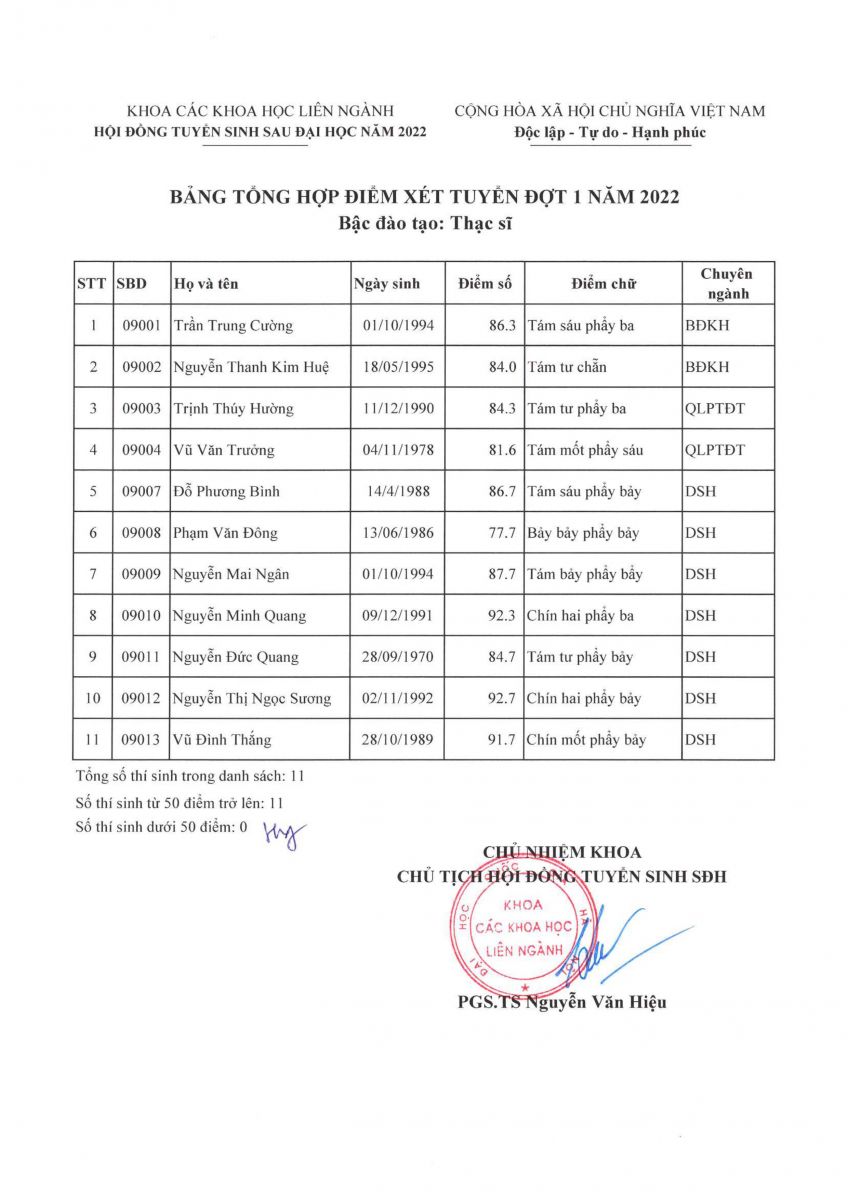 KHOA CÁC KHOA HỌC LIÊN NGÀNH
HỘI ĐỒNG TUYỂN SINH SAU ĐẠI HỌC NĂM 2022
CỘNG HÒA XÃ HỘI CHỦ NGHĨA VIỆT NAM
Độc lập - Tự do - Hạnh phúc
BẢNG TỔNG HỢP ĐIỂM XÉT TUYỂN ĐỢT 1 NĂM 2022
Bậc đào tạo: Thạc sĩ
STT SBD Họ và tên Ngày sinh Điểm số Điểm chữ Chuyên ngành
1 09001 Trần Trung Cường 01/10/1994 86.3 Tám sáu phẩy ba BĐKH
2 09002 Nguyễn Thanh Kim Huệ 18/05/1995 84.0 Tám tư chẵn BĐKH
3 09003 Trịnh Thúy Hường 11/12/1990 84.3 Tám tư phẩy ba QLPTĐT
4 09004 Vũ Văn Trưởng 04/11/1978 81.6 Tám mốt phẩy sáu QLPTĐT
5 09007 Đỗ Phương Bình 14/4/1988 86.7 Tám sáu phẩy bảy DSH
6 09008 Phạm Văn Đông 13/06/1986 77.7 Bảy bảy phẩy bảy DSH
7 09009 Nguyễn Mai Ngân 01/10/1994 87.7 Tám bảy phẩy bẩy DSH
8 09010 Nguyễn Minh Quang 09/12/1991 92.3 Chín hai phẩy ba DSH
9 09011 Nguyễn Đức Quang 28/09/1970 84.7 Tám tư phẩy bảy DSH
10 09012 Nguyễn Thị Ngọc Sương 02/11/1992 92.7 Chín hai phẩy bảy DSH
11 09013 Vũ Đình Thắng 28/10/1989 91.7 Chín mốt phẩy bảy DSH
Tổng số thí sinh trong danh sách: 11
Số thí sinh từ 50 điểm trở lên: 11
Số thí sinh dưới 50 điểm: 0
CHỦ NHIỆM KHOA
CHỦ TỊCH HỘI ĐỒNG TUYỂN SINH SĐH
ĐẠI HỌC QUỐC HÀ NỘI
KHOA
CÁC KHOA HỌC
LIÊN NGÀNH
PGS.TS Nguyễn Văn Hiệu